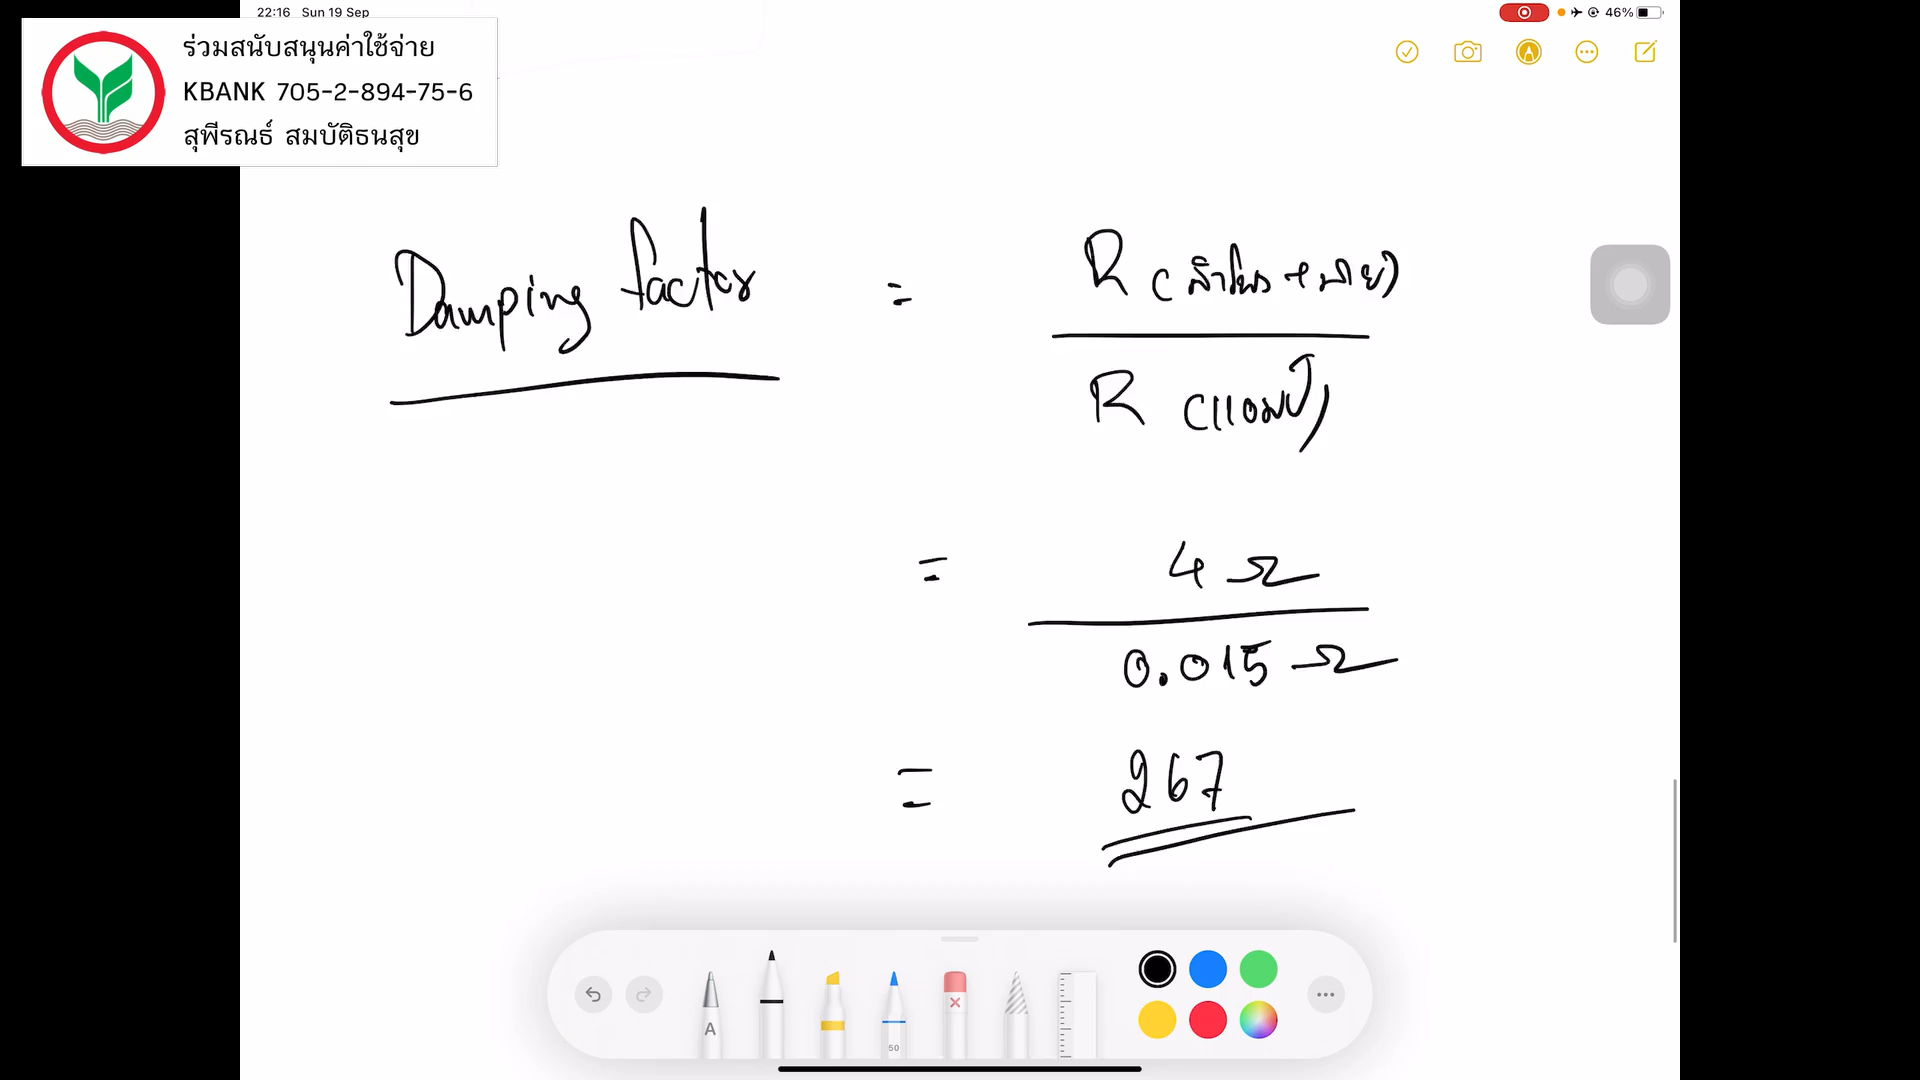 22:16 Sun 19 Sep
46%
ร่วมสนับสนุนค่าใช้จ่าย
KBANK 705-2-894-75-6
สุพีรณธ์ สมบัติธนสุข
Damping factor = R (ลำโพง + สาย)
R (แอมป์)
= 4 Ω
0.015 Ω
= 267
A
50